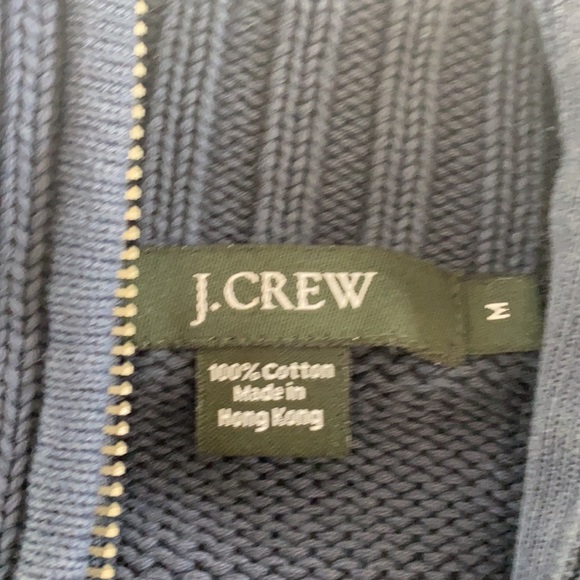 J.CREW
M
100% Cotton
Made in
Hong Kong